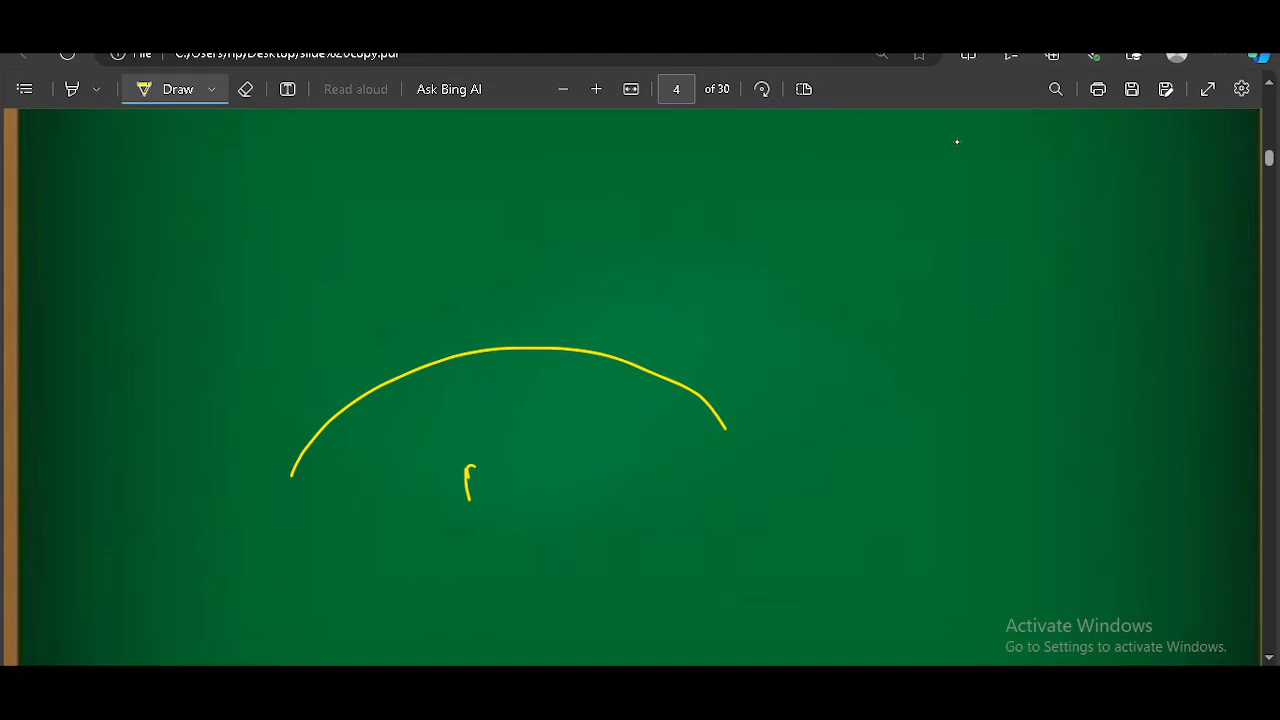 File C:/Users/hp/Desktop/slide%20copy.pdf
Draw Read aloud Ask Bing AI 4 of 30
Activate Windows
Go to Settings to activate Windows.